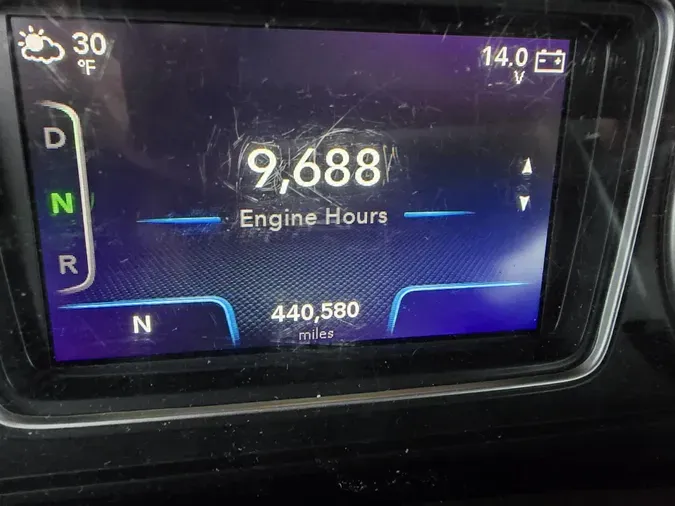 30
°F
14.0
V
D
9,688
N
Engine Hours
R
440,580
N
miles